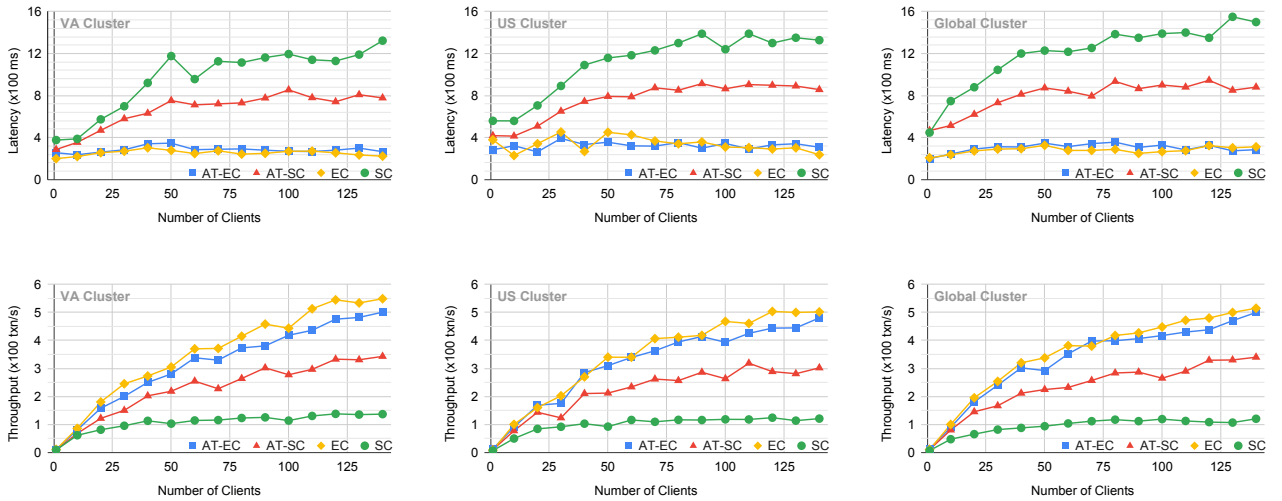 VA Cluster
Latency (x100 ms)
16
12
8
4
0
AT-EC AT-SC EC SC
0 25 50 75 100 125
Number of Clients
US Cluster
Latency (x100 ms)
16
12
8
4
0
AT-EC AT-SC EC SC
0 25 50 75 100 125
Number of Clients
Global Cluster
Latency (x100 ms)
16
12
8
4
0
AT-EC AT-SC EC SC
0 25 50 75 100 125
Number of Clients
VA Cluster
Throughput (x100 txn/s)
6
5
4
3
2
1
0
AT-EC AT-SC EC SC
0 25 50 75 100 125
Number of Clients
US Cluster
Throughput (x100 txn/s)
6
5
4
3
2
1
0
AT-EC AT-SC EC SC
0 25 50 75 100 125
Number of Clients
Global Cluster
Throughput (x100 txn/s)
6
5
4
3
2
1
0
AT-EC AT-SC EC SC
0 25 50 75 100 125
Number of Clients